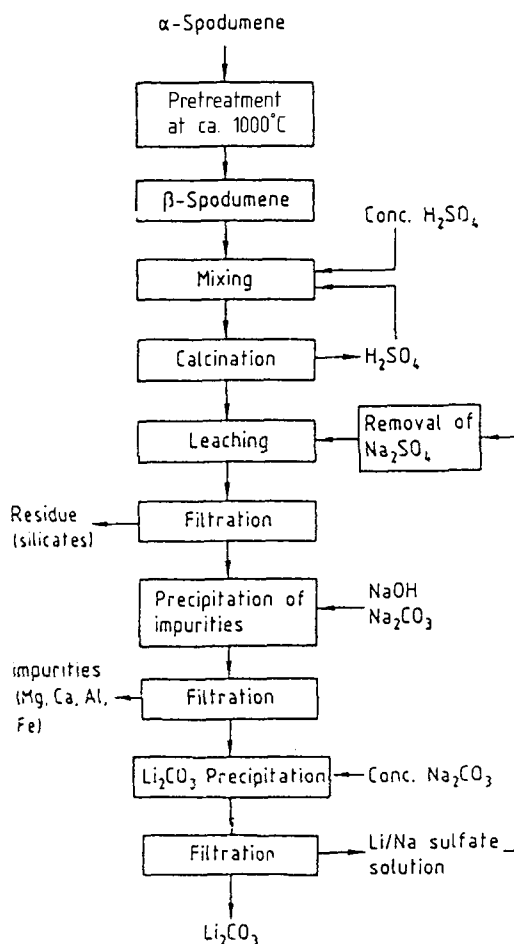 α-Spodumene
Pretreatment
at ca. 1000°C
β-Spodumene
Conc. H₂SO₄
Mixing
Calcination
H₂SO₄
Leaching
Removal of
Na₂SO₄
Residue
(silicates)
Filtration
Precipitation of
impurities
NaOH
Na₂CO₃
impurities
(Mg, Ca, Al,
Fe)
Filtration
Li₂CO₃ Precipitation
Conc. Na₂CO₃
Filtration
Li/Na sulfate
solution
Li₂CO₃